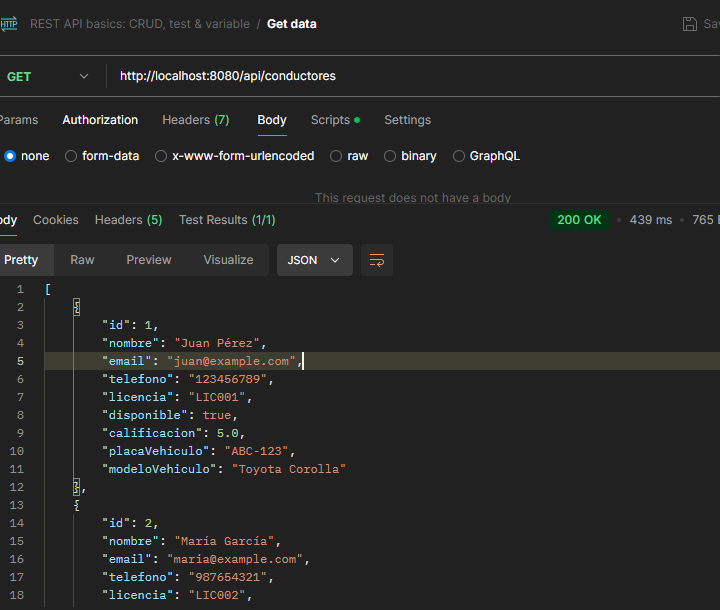 HTTP REST API basics: CRUD, test & variable / Get data
GET http://localhost:8080/api/conductores
Params Authorization Headers (7) Body Scripts Settings
none form-data x-www-form-urlencoded raw binary GraphQL
This request does not have a body
Cookies Headers (5) Test Results (1/1) 200 OK • 439 ms • 765
Pretty Raw Preview Visualize JSON
1 [
2 {
3 "id": 1,
4 "nombre": "Juan Pérez",
5 "email": "juan@example.com",
6 "telefono": "123456789",
7 "licencia": "LIC001",
8 "disponible": true,
9 "calificacion": 5.0,
10 "placaVehiculo": "ABC-123",
11 "modeloVehiculo": "Toyota Corolla"
12 },
13 {
14 "id": 2,
15 "nombre": "María García",
16 "email": "maria@example.com",
17 "telefono": "987654321",
18 "licencia": "LIC002",